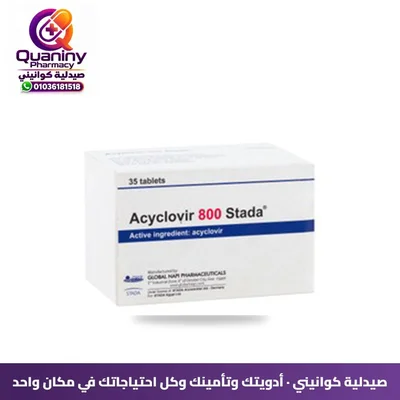 Quaniny
Pharmacy
صيدلية كوانيني
01036181518
35 tablets
Acyclovir 800 Stada®
Active ingredient: acyclovir
Manufactured by:
GLOBAL NAPI PHARMACEUTICALS
STADA
صيدلية كوانيني - أدويتك وتأمينك وكل احتياجاتك في مكان واحد